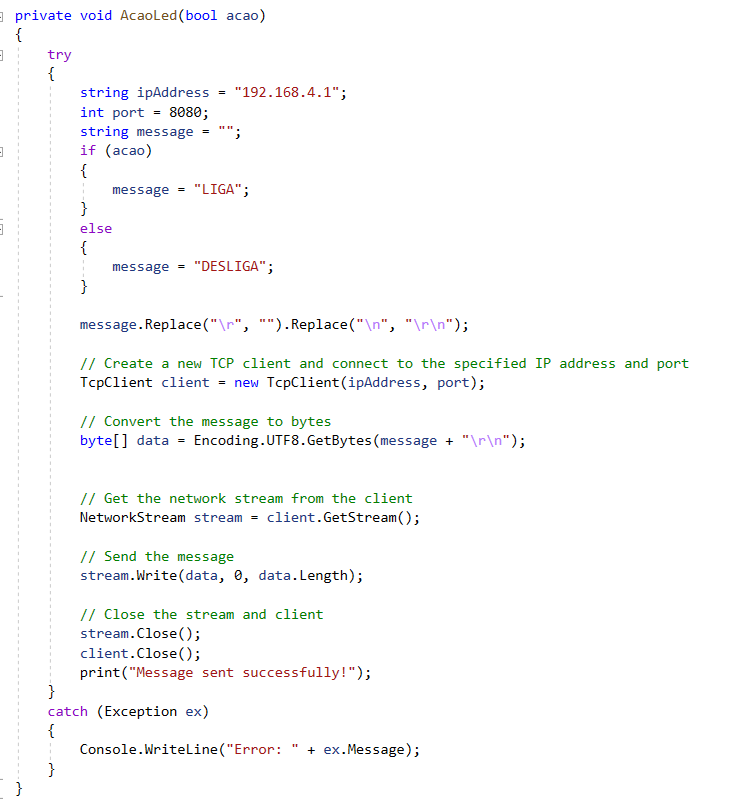 private void AcaoLed(bool acao)
{
try
{
string ipAddress = "192.168.4.1";
int port = 8080;
string message = "";
if (acao)
{
message = "LIGA";
}
else
{
message = "DESLIGA";
}
message.Replace("\r", "").Replace("\n", "\r\n");
// Create a new TCP client and connect to the specified IP address and port
TcpClient client = new TcpClient(ipAddress, port);
// Convert the message to bytes
byte[] data = Encoding.UTF8.GetBytes(message + "\r\n");
// Get the network stream from the client
NetworkStream stream = client.GetStream();
// Send the message
stream.Write(data, 0, data.Length);
// Close the stream and client
stream.Close();
client.Close();
print("Message sent successfully!");
}
catch (Exception ex)
{
Console.WriteLine("Error: " + ex.Message);
}
}